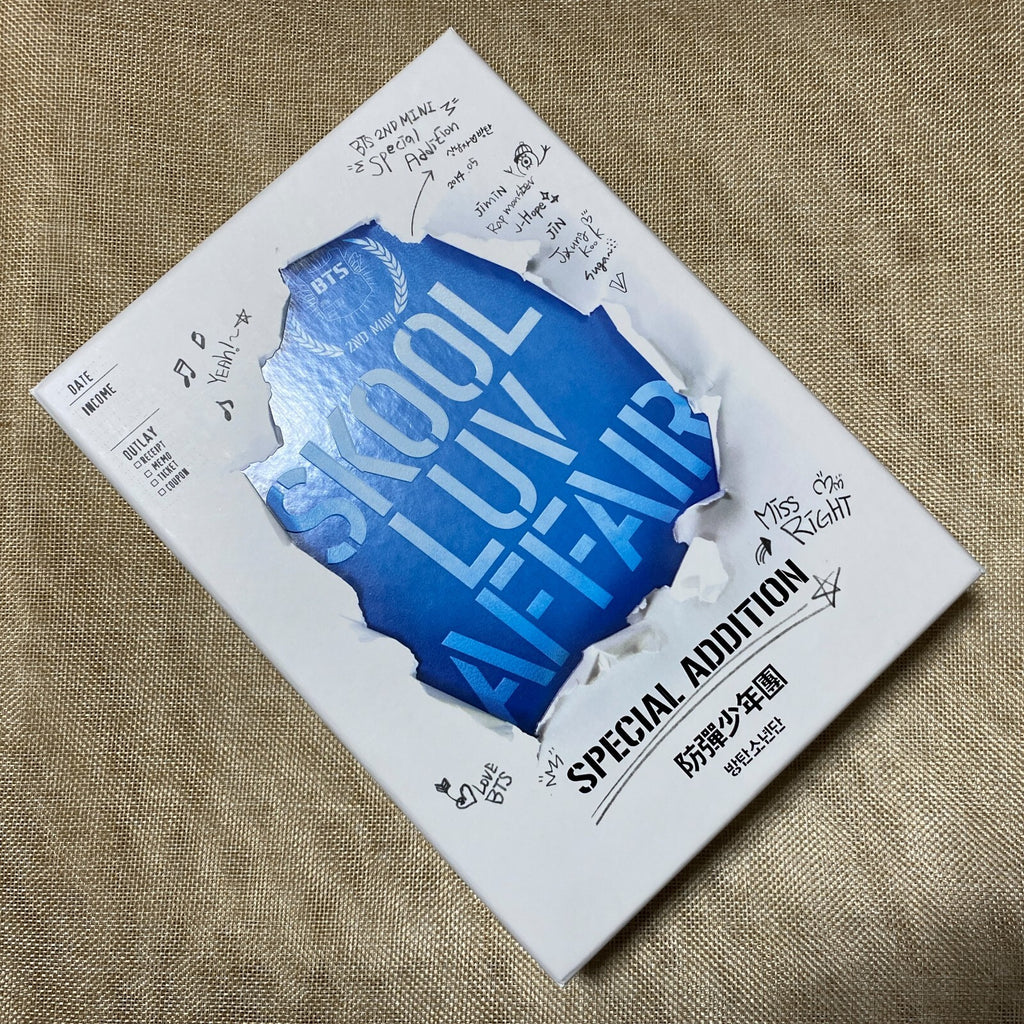 BTS 2ND MINI
Special
Addition
2014.05
JIMIN V
Rap monster
J-Hope
JIN
Jung
Kook
Suga
BTS
2ND MINI
SKOOL
LUV
AFFAIR
Yeah!~
DATE
INCOME
OUTLAY
RECEIPT
MEMO
TICKET
COUPON
MISS
RIGHT
SPECIAL ADDITION
防彈少年團
방탄소년단
LOVE
BTS